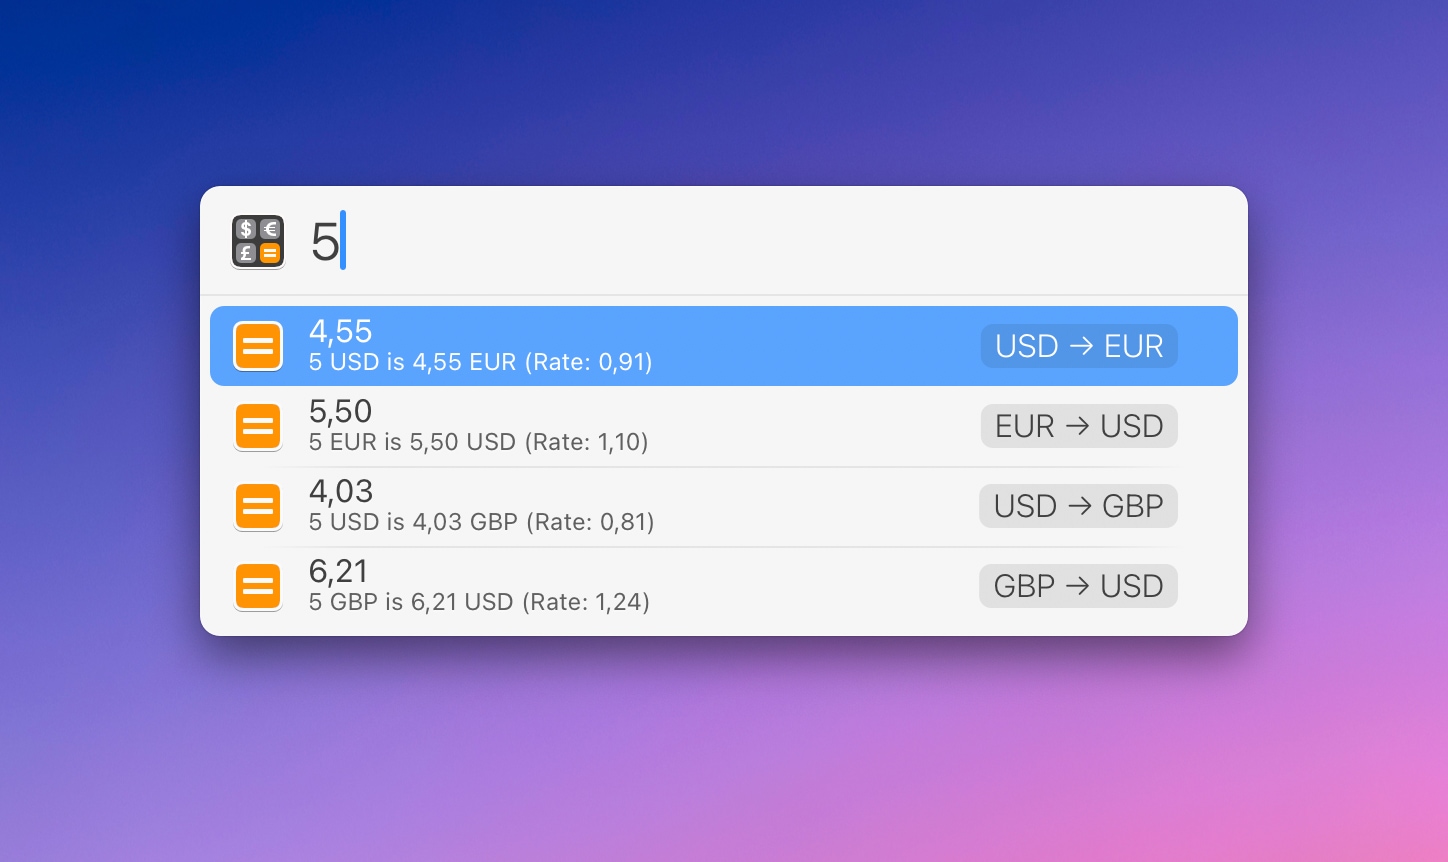 $ €
£ =
5
4,55
5 USD is 4,55 EUR (Rate: 0,91)
USD → EUR
5,50
5 EUR is 5,50 USD (Rate: 1,10)
EUR → USD
4,03
5 USD is 4,03 GBP (Rate: 0,81)
USD → GBP
6,21
5 GBP is 6,21 USD (Rate: 1,24)
GBP → USD